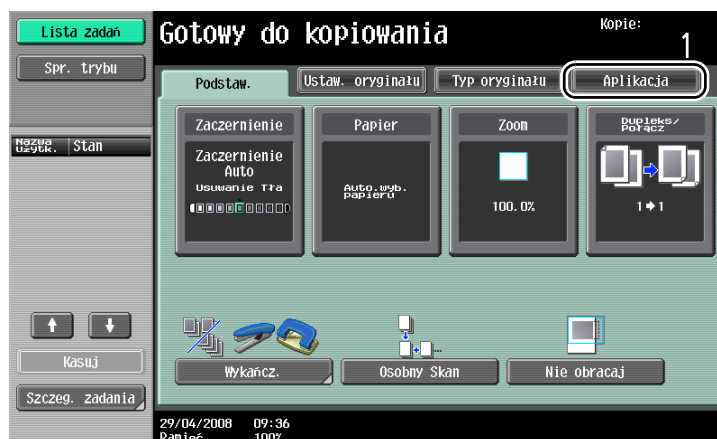 Lista zadań
Spr. trybu
Nazwa użytk.
Stan
Kasuj
Szczeg. zadania
Gotowy do kopiowania
Kopie:
1
Podstaw.
Ustaw. oryginału
Typ oryginału
Aplikacja
Zaczernienie
Zaczernienie
Auto
Usuwanie Tła
Papier
Auto.wyb.
papieru
Zoom
100.0%
Dupleks/
Połącz
1➔1
Wykańcz.
Osobny Skan
Nie obracaj
29/04/2008 09:36
Pamięć 100%